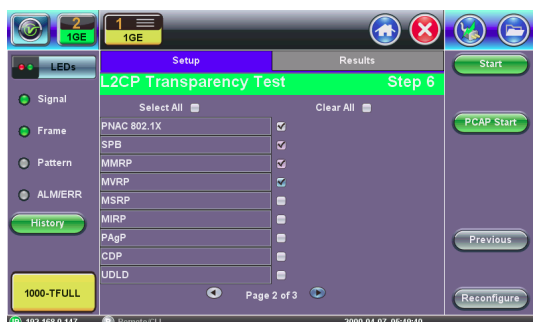 2
1GE
1
1GE
LEDs
Setup
Results
Start
L2CP Transparency Test
Step 6
Signal
Select All
Clear All
PNAC 802.1X
PCAP Start
Frame
SPB
MMRP
Pattern
MVRP
ALM/ERR
MSRP
History
MIRP
PAgP
Previous
CDP
UDLD
1000-TFULL
Page 2 of 3
Reconfigure